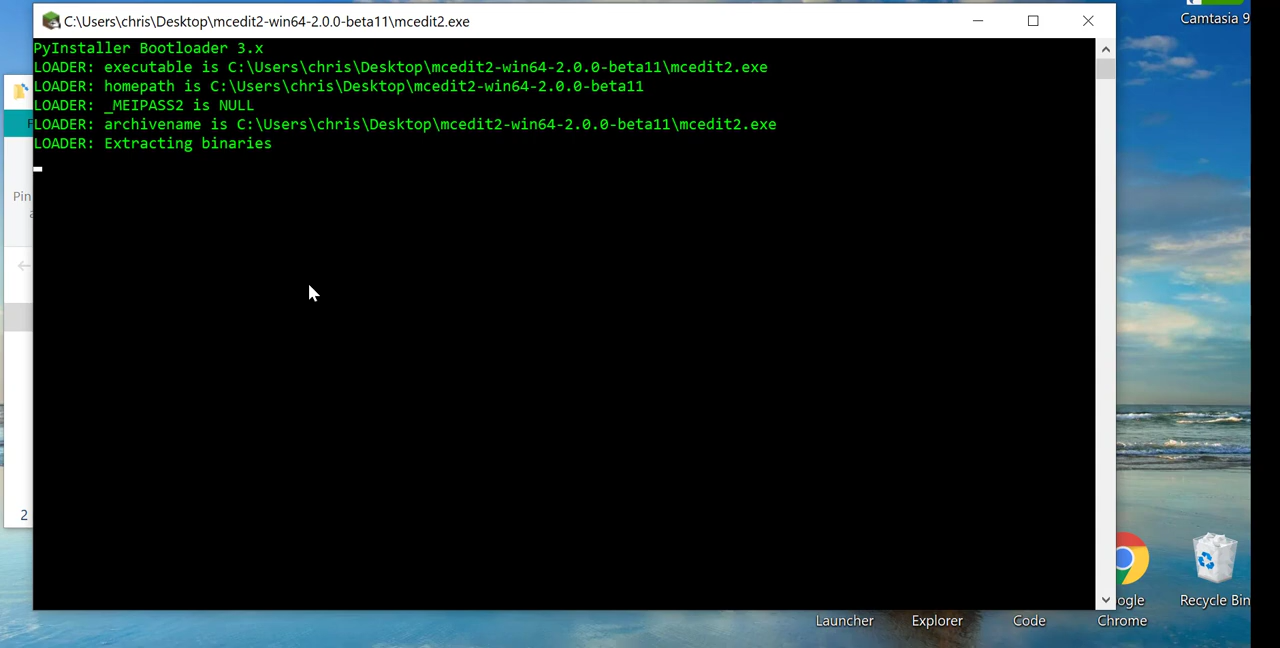 C:\Users\chris\Desktop\mcedit2-win64-2.0.0-beta11\mcedit2.exe
Camtasia 9
PyInstaller Bootloader 3.x
LOADER: executable is C:\Users\chris\Desktop\mcedit2-win64-2.0.0-beta11\mcedit2.exe
LOADER: homepath is C:\Users\chris\Desktop\mcedit2-win64-2.0.0-beta11
LOADER: _MEIPASS2 is NULL
LOADER: archivename is C:\Users\chris\Desktop\mcedit2-win64-2.0.0-beta11\mcedit2.exe
LOADER: Extracting binaries
Pin
2
ogle
Chrome
Recycle Bin
Launcher
Explorer
Code